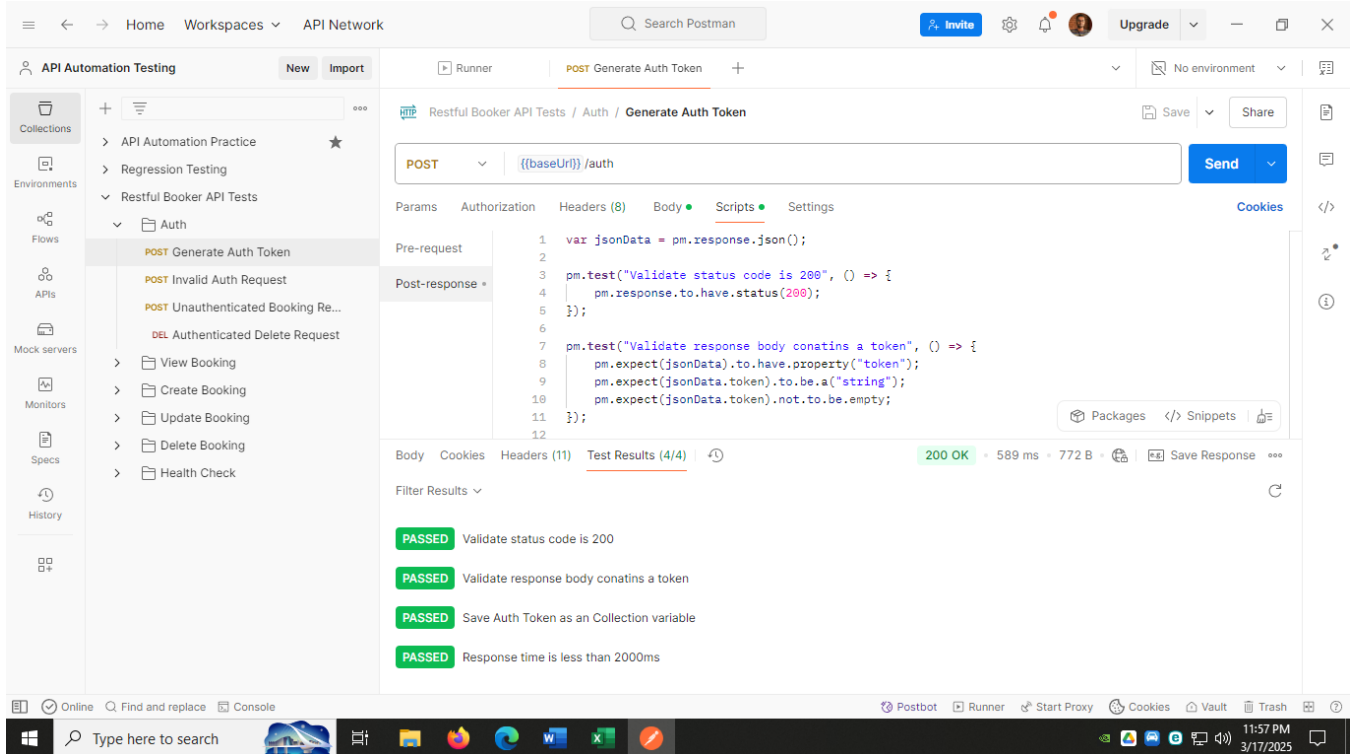 Home Workspaces API Network Search Postman Invite Upgrade
API Automation Testing New Import Runner POST Generate Auth Token No environment
Collections
Environments
Flows
APIs
Mock servers
Monitors
Specs
History
API Automation Practice
Regression Testing
Restful Booker API Tests
Auth
POST Generate Auth Token
POST Invalid Auth Request
POST Unauthenticated Booking Re...
DEL Authenticated Delete Request
View Booking
Create Booking
Update Booking
Delete Booking
Health Check
HTTP Restful Booker API Tests / Auth / Generate Auth Token Save Share
POST {{baseUrl}} /auth Send
Params Authorization Headers (8) Body Scripts Settings Cookies
Pre-request
Post-response
1 var jsonData = pm.response.json();
2
3 pm.test("Validate status code is 200", () => {
4 pm.response.to.have.status(200);
5 });
6
7 pm.test("Validate response body conatins a token", () => {
8 pm.expect(jsonData).to.have.property("token");
9 pm.expect(jsonData.token).to.be.a("string");
10 pm.expect(jsonData.token).not.to.be.empty;
11 });
12
Packages </> Snippets
Body Cookies Headers (11) Test Results (4/4) 200 OK 589 ms 772 B e.g. Save Response
Filter Results
PASSED Validate status code is 200
PASSED Validate response body conatins a token
PASSED Save Auth Token as an Collection variable
PASSED Response time is less than 2000ms
Online Find and replace Console Postbot Runner Start Proxy Cookies Vault Trash
Type here to search 11:57 PM
3/17/2025